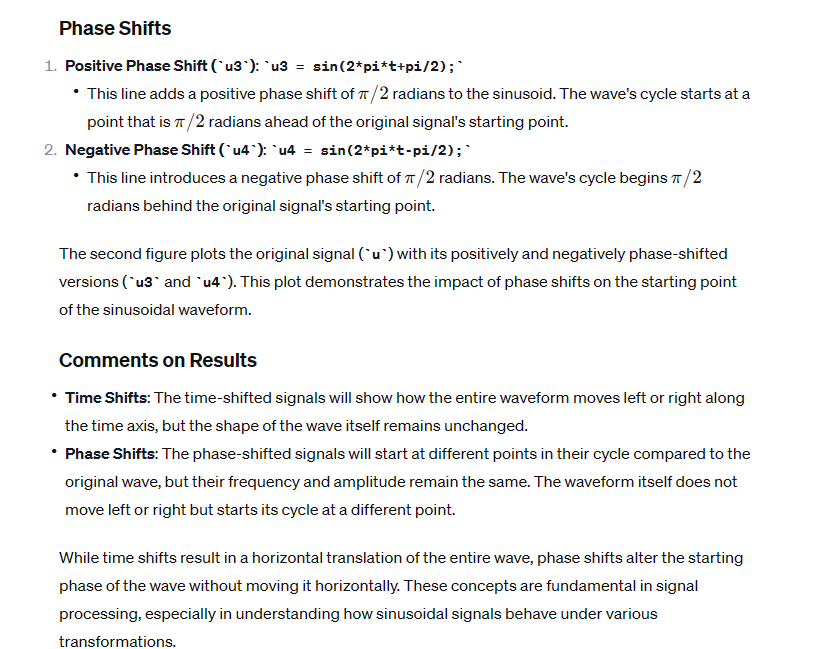 Phase Shifts
1. Positive Phase Shift (`u3`): `u3 = sin(2*pi*t+pi/2);`
• This line adds a positive phase shift of π/2 radians to the sinusoid. The wave's cycle starts at a
point that is π/2 radians ahead of the original signal's starting point.
2. Negative Phase Shift (`u4`): `u4 = sin(2*pi*t-pi/2);`
• This line introduces a negative phase shift of π/2 radians. The wave's cycle begins π/2
radians behind the original signal's starting point.
The second figure plots the original signal (`u`) with its positively and negatively phase-shifted
versions (`u3` and `u4`). This plot demonstrates the impact of phase shifts on the starting point
of the sinusoidal waveform.
Comments on Results
• Time Shifts: The time-shifted signals will show how the entire waveform moves left or right along
the time axis, but the shape of the wave itself remains unchanged.
• Phase Shifts: The phase-shifted signals will start at different points in their cycle compared to the
original wave, but their frequency and amplitude remain the same. The waveform itself does not
move left or right but starts its cycle at a different point.
While time shifts result in a horizontal translation of the entire wave, phase shifts alter the starting
phase of the wave without moving it horizontally. These concepts are fundamental in signal
processing, especially in understanding how sinusoidal signals behave under various
transformations.